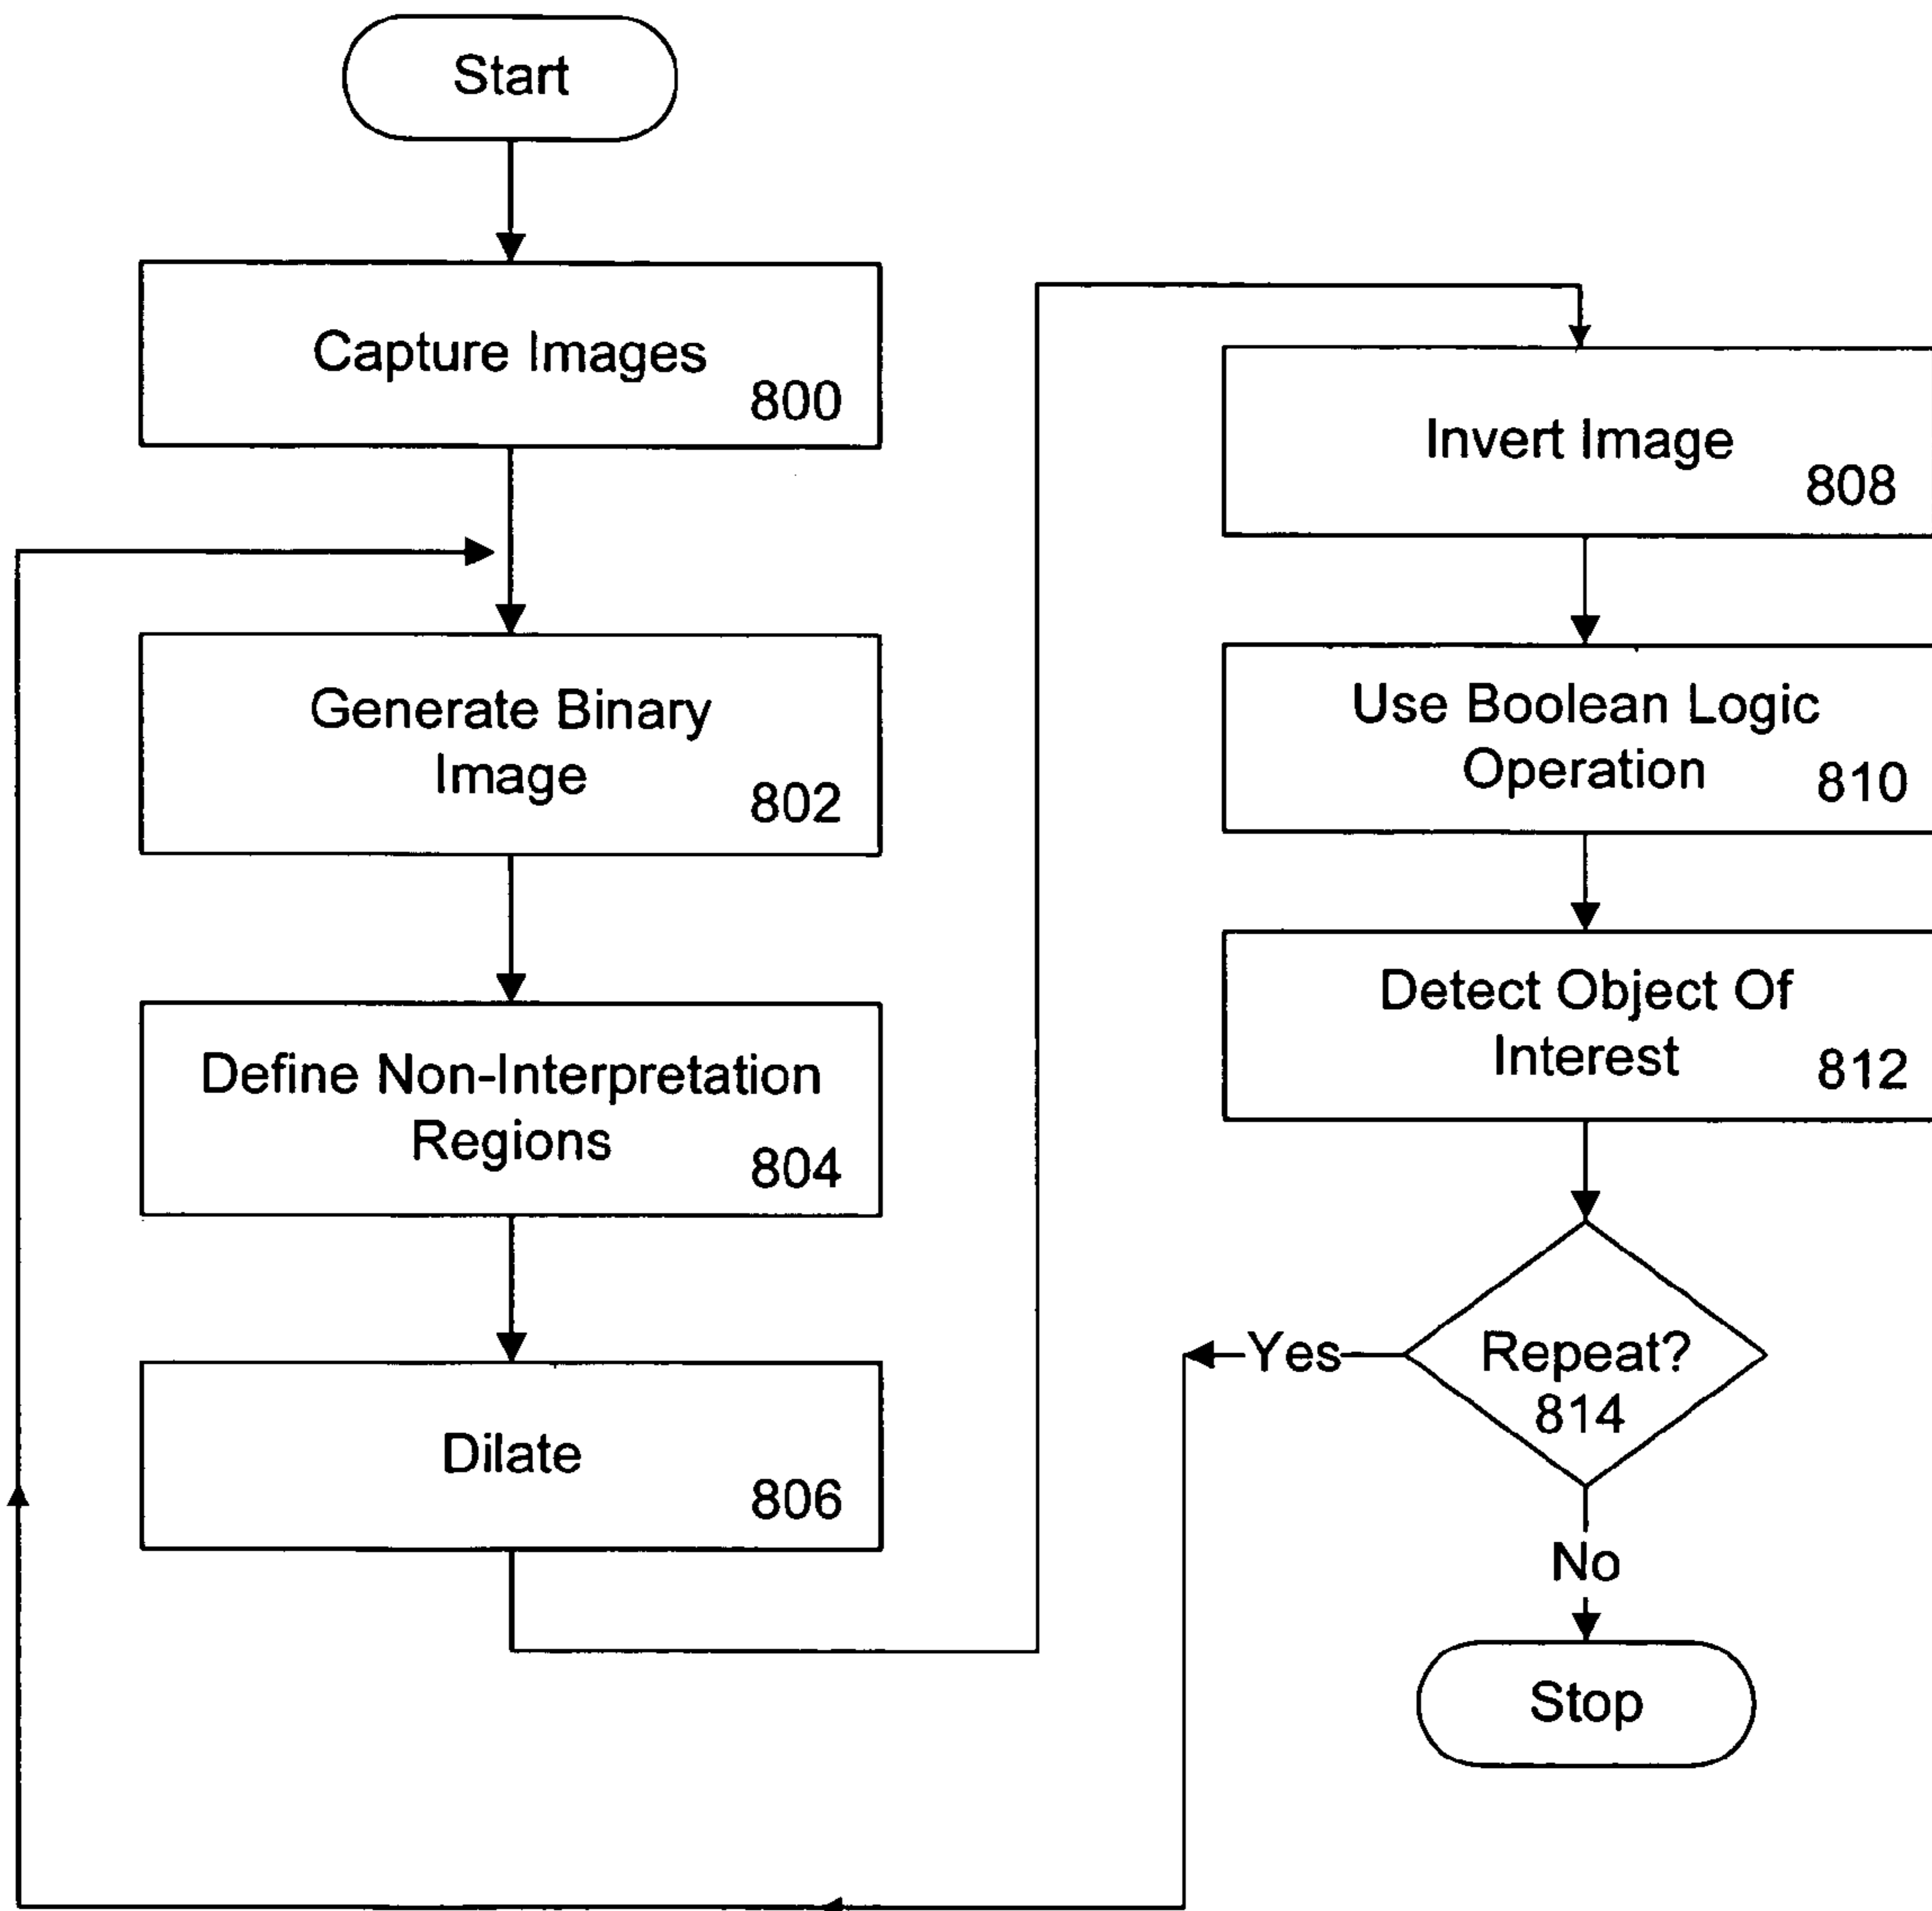 Start
Capture Images
800
Generate Binary
Image
802
Define Non-Interpretation
Regions
804
Dilate
806
Invert Image
808
Use Boolean Logic
Operation
810
Detect Object Of
Interest
812
Repeat?
814
Yes
No
Stop